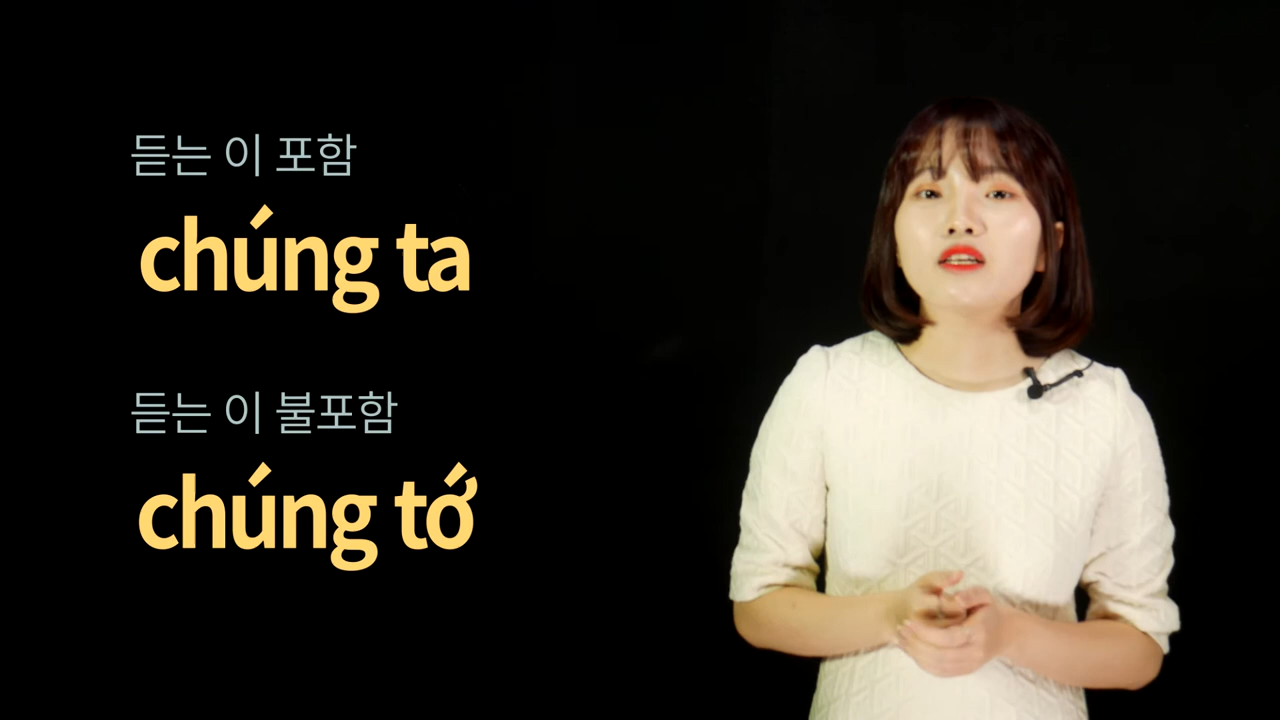 듣는 이 포함
chúng ta
듣는 이 불포함
chúng tớ